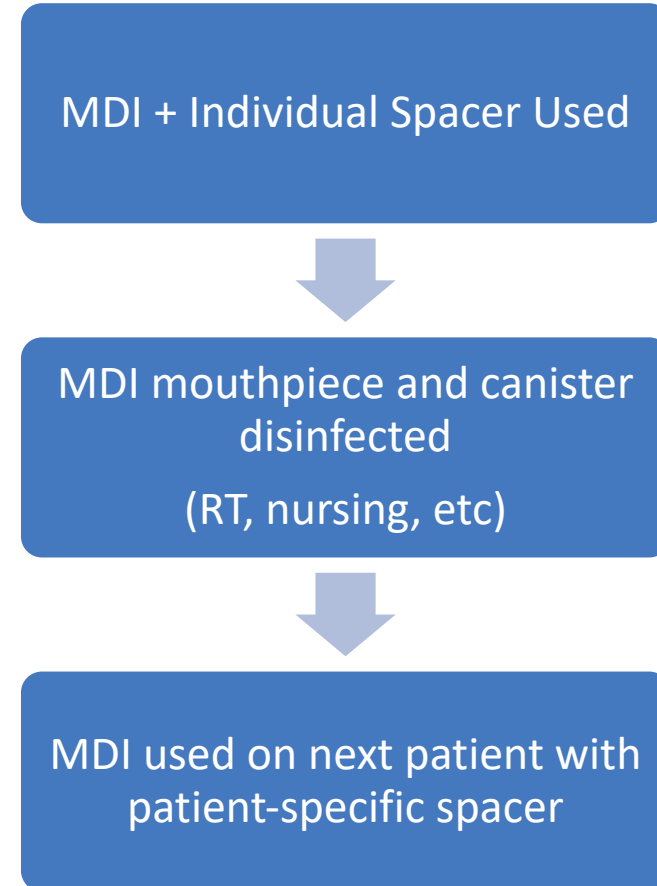 MDI + Individual Spacer Used
MDI mouthpiece and canister
disinfected
(RT, nursing, etc)
MDI used on next patient with
patient-specific spacer